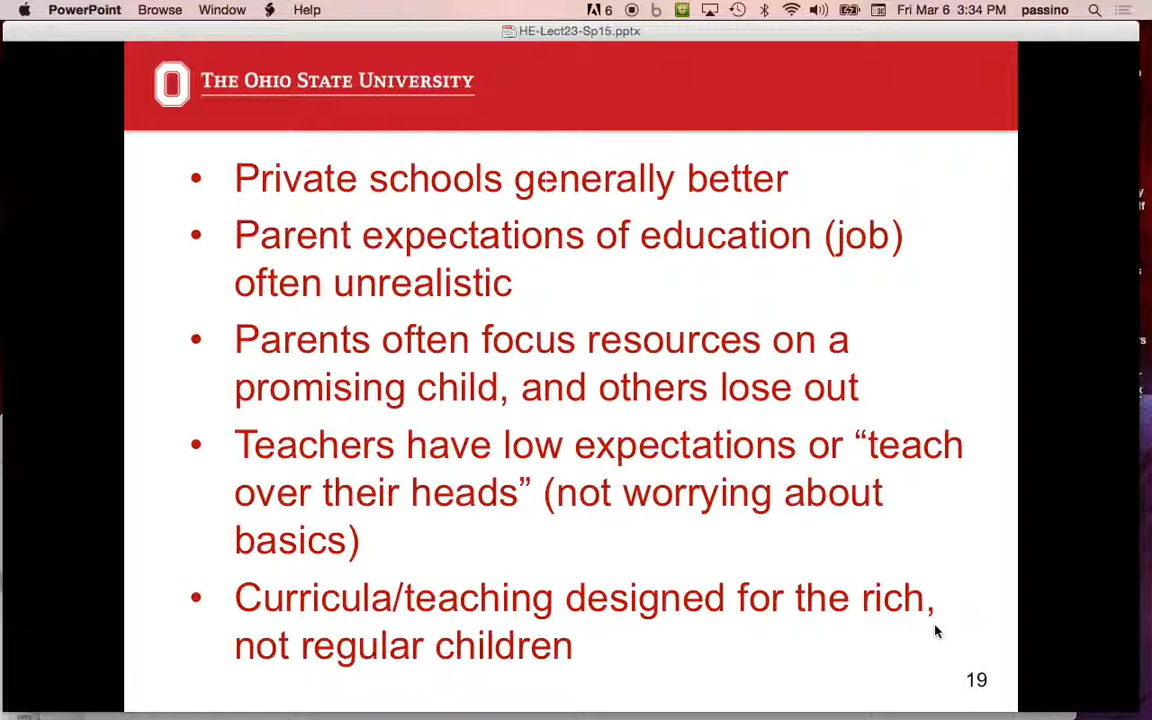 PowerPoint Browse Window Help 6 Fri Mar 6 3:34 PM passino
HE-Lect23-Sp15.pptx
THE OHIO STATE UNIVERSITY
• Private schools generally better
• Parent expectations of education (job)
often unrealistic
• Parents often focus resources on a
promising child, and others lose out
• Teachers have low expectations or “teach
over their heads” (not worrying about
basics)
• Curricula/teaching designed for the rich,
not regular children
19